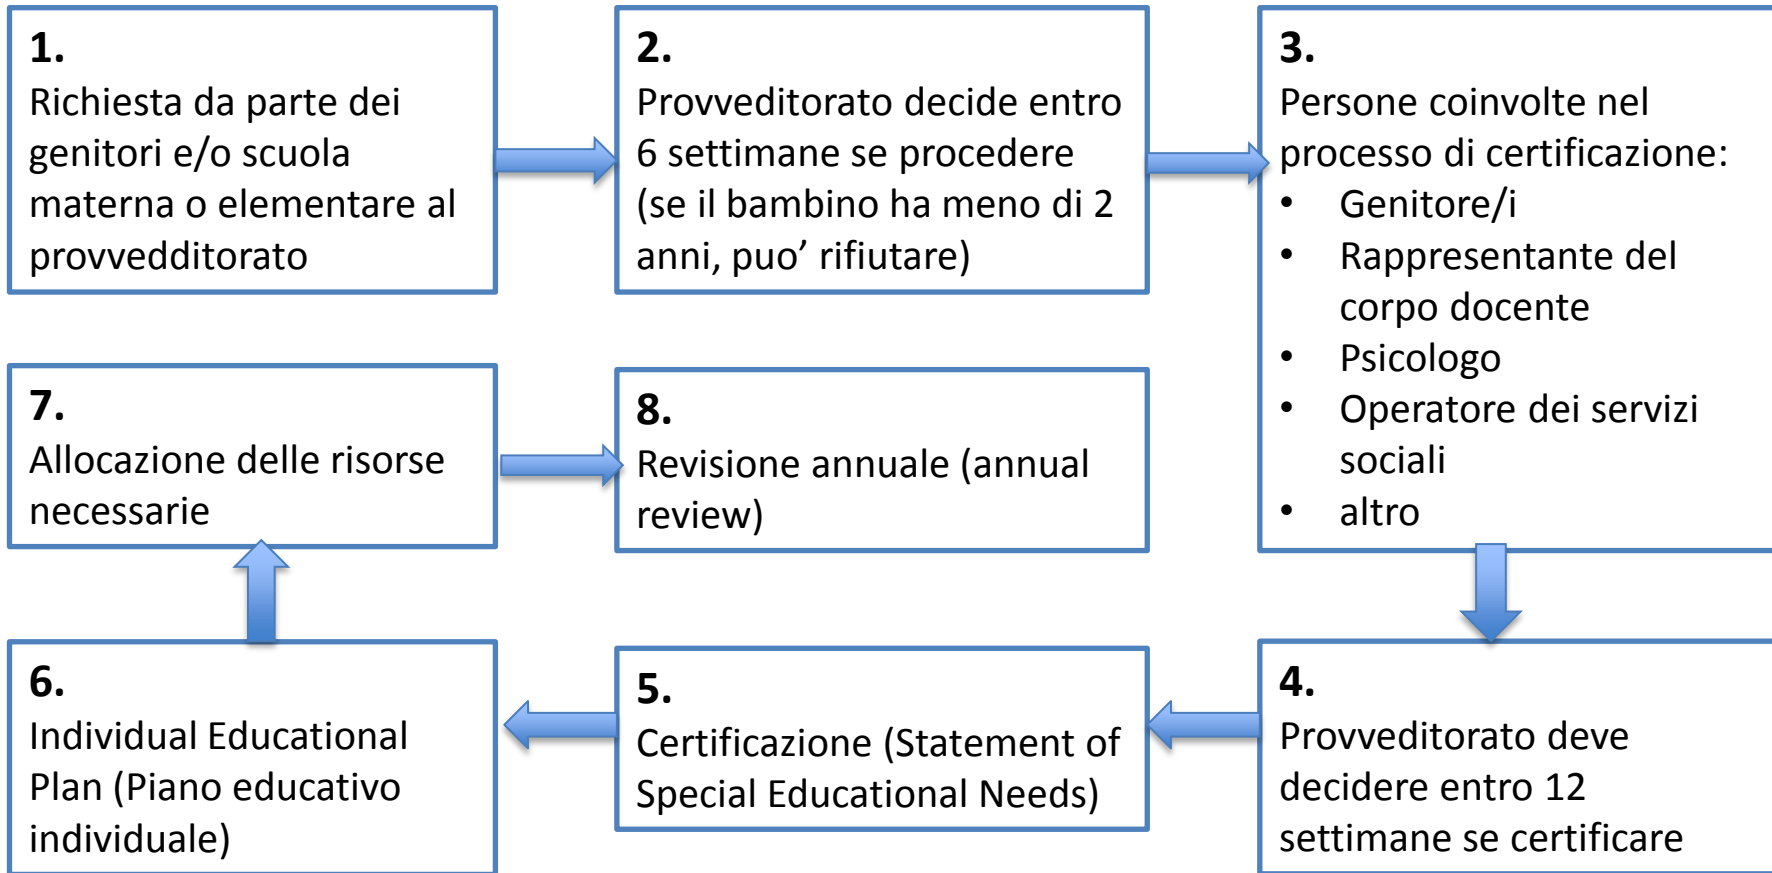 1.
Richiesta da parte dei
genitori e/o scuola
materna o elementare al
provvedditorato
2.
Provveditorato decide entro
6 settimane se procedere
(se il bambino ha meno di 2
anni, puo’ rifiutare)
3.
Persone coinvolte nel
processo di certificazione:
• Genitore/i
• Rappresentante del
corpo docente
• Psicologo
• Operatore dei servizi
sociali
• altro
4.
Provveditorato deve
decidere entro 12
settimane se certificare
5.
Certificazione (Statement of
Special Educational Needs)
6.
Individual Educational
Plan (Piano educativo
individuale)
7.
Allocazione delle risorse
necessarie
8.
Revisione annuale (annual
review)